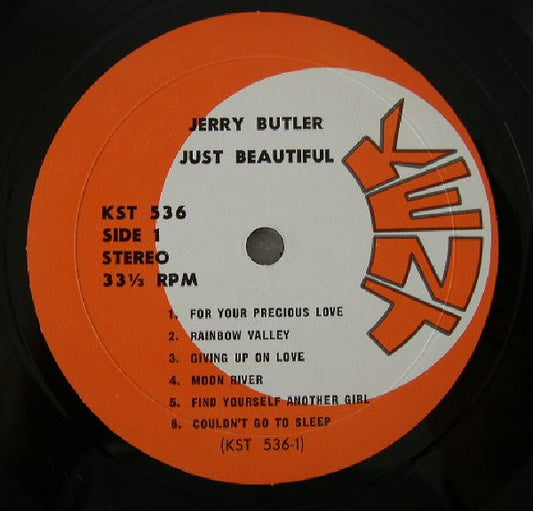 JERRY BUTLER
JUST BEAUTIFUL
KENT
KST 536
SIDE 1
STEREO
33⅓ RPM
1. FOR YOUR PRECIOUS LOVE
2. RAINBOW VALLEY
3. GIVING UP ON LOVE
4. MOON RIVER
5. FIND YOURSELF ANOTHER GIRL
6. COULDN'T GO TO SLEEP
(KST 536-1)